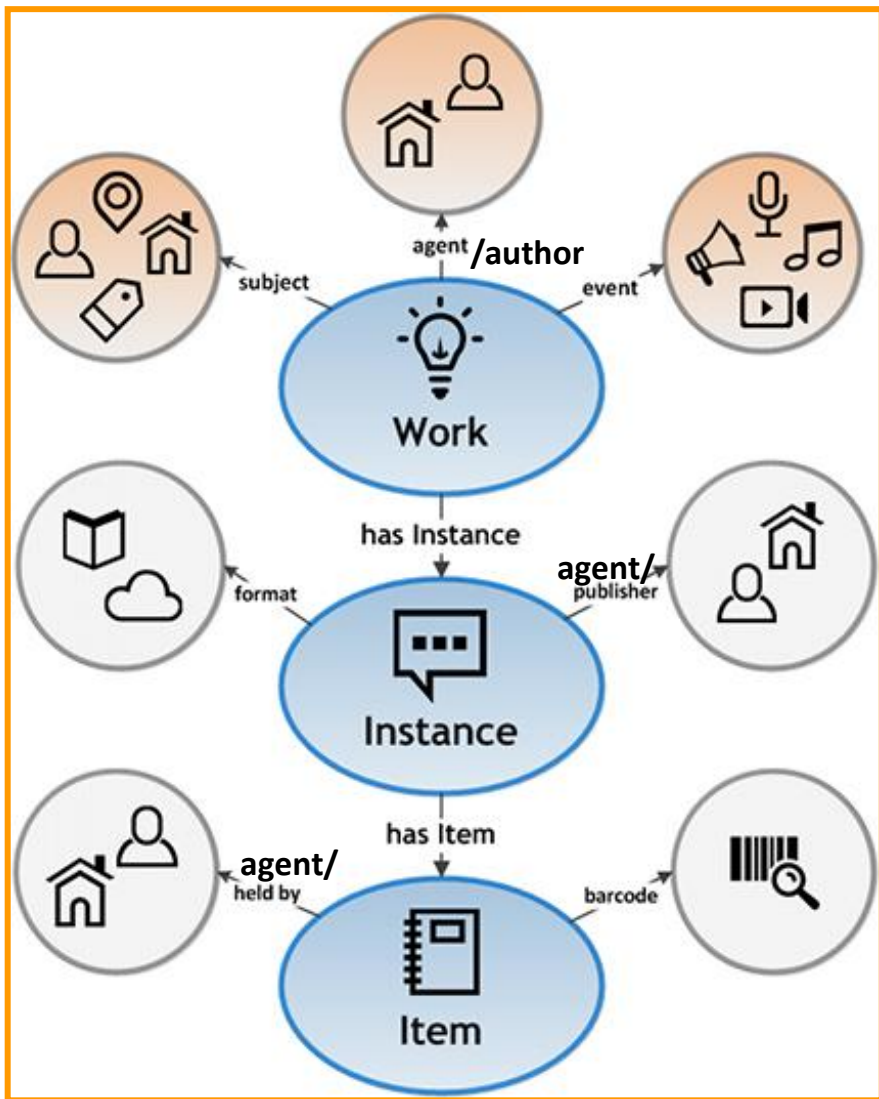 agent/author
subject
event
Work
has Instance
format
agent/
publisher
Instance
has Item
agent/
held by
barcode
Item